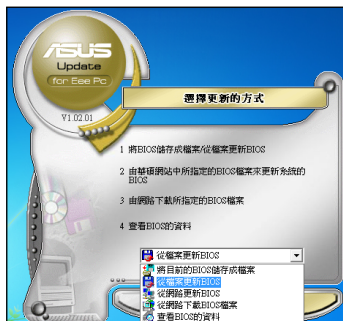 ASUS
Update
for Eee Pc
V1.02.01
選擇更新的方式
1 將BIOS儲存成檔案/從檔案更新BIOS
2 由華碩網站中所指定的BIOS檔案來更新系統的
BIOS
3 由網路下載所指定的BIOS檔案
4 查看BIOS的資料
從檔案更新BIOS
將目前的BIOS儲存成檔案
從檔案更新BIOS
從網路更新BIOS
從網路下載BIOS檔案
查看BIOS的資料